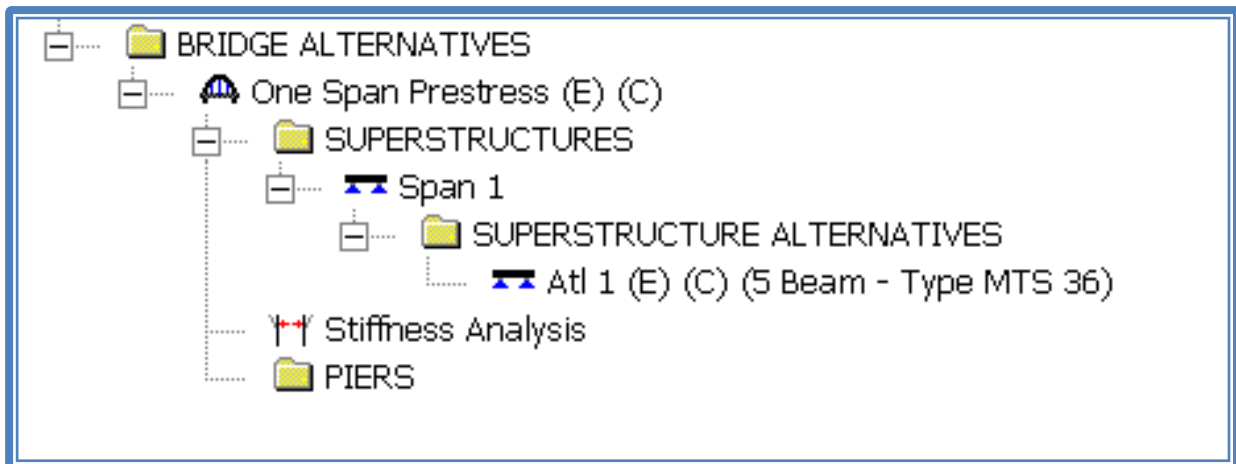 BRIDGE ALTERNATIVES
One Span Prestress (E) (C)
SUPERSTRUCTURES
Span 1
SUPERSTRUCTURE ALTERNATIVES
Atl 1 (E) (C) (5 Beam - Type MTS 36)
Stiffness Analysis
PIERS